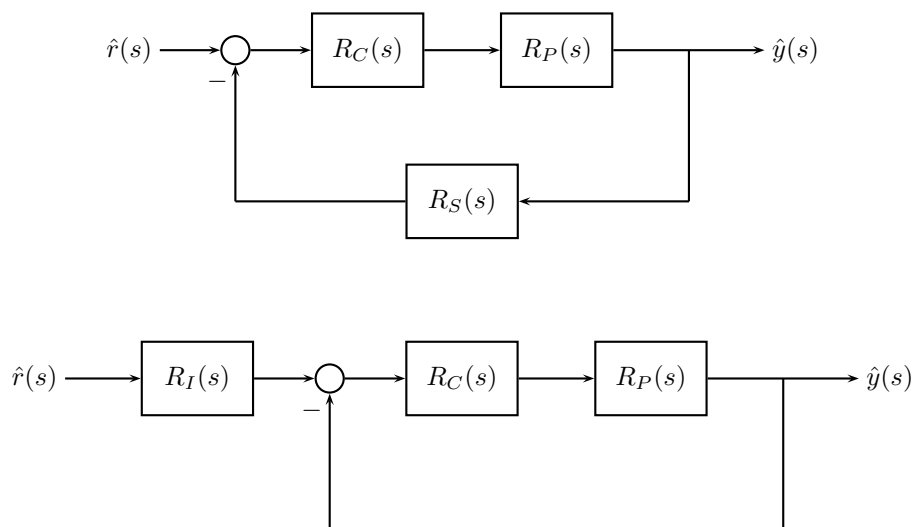 r̂(s) R_C(s) R_P(s) ŷ(s)
−
R_S(s)
r̂(s) R_I(s) R_C(s) R_P(s) ŷ(s)
−